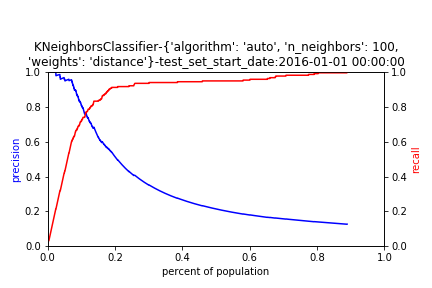 KNeighborsClassifier-{'algorithm': 'auto', 'n_neighbors': 100,
'weights': 'distance'}-test_set_start_date:2016-01-01 00:00:00
1.0
0.8
0.6
0.4
0.2
0.0
precision
1.0
0.8
0.6
0.4
0.2
0.0
recall
0.0 0.2 0.4 0.6 0.8 1.0
percent of population